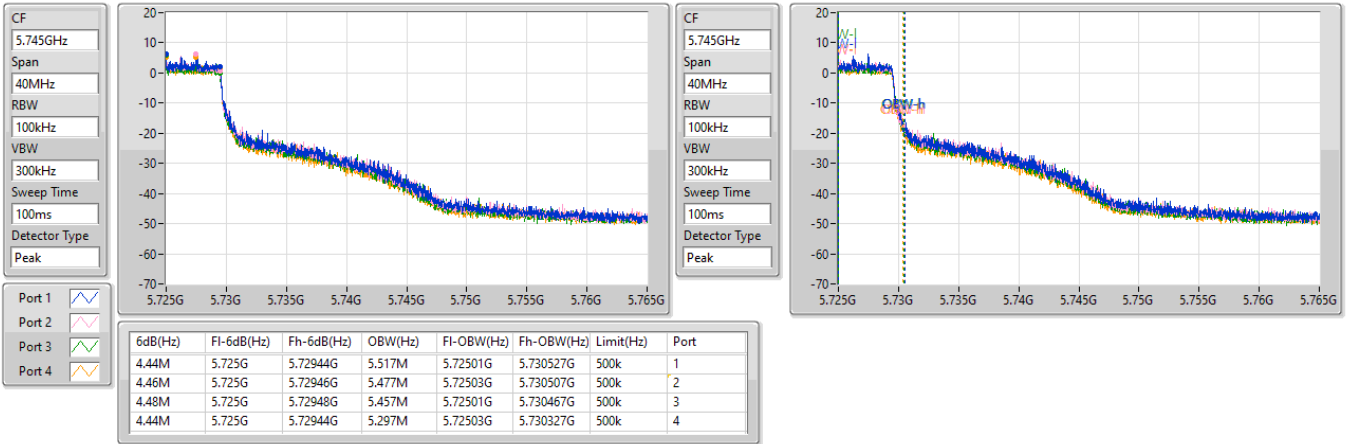 CF
5.745GHz
Span
40MHz
RBW
100kHz
VBW
300kHz
Sweep Time
100ms
Detector Type
Peak
20
10
0
-10
-20
-30
-40
-50
-60
-70
5.725G 5.73G 5.735G 5.74G 5.745G 5.75G 5.755G 5.76G 5.765G
CF
5.745GHz
Span
40MHz
RBW
100kHz
VBW
300kHz
Sweep Time
100ms
Detector Type
Peak
20
10
0
-10
-20
-30
-40
-50
-60
-70
OBW-h
5.725G 5.73G 5.735G 5.74G 5.745G 5.75G 5.755G 5.76G 5.765G
Port 1
Port 2
Port 3
Port 4
6dB(Hz) Fl-6dB(Hz) Fh-6dB(Hz) OBW(Hz) Fl-OBW(Hz) Fh-OBW(Hz) Limit(Hz) Port
4.44M 5.725G 5.72944G 5.517M 5.72501G 5.730527G 500k 1
4.46M 5.725G 5.72946G 5.477M 5.72503G 5.730507G 500k 2
4.48M 5.725G 5.72948G 5.457M 5.72501G 5.730467G 500k 3
4.44M 5.725G 5.72944G 5.297M 5.72503G 5.730327G 500k 4